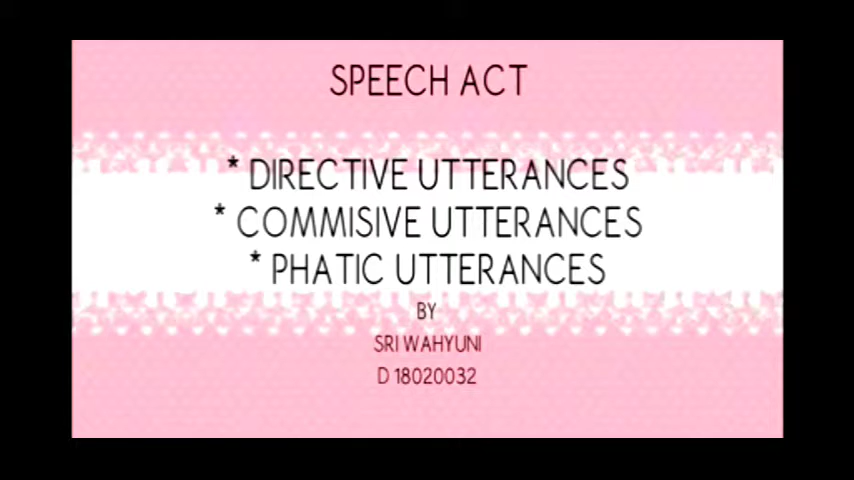 SPEECH ACT
* DIRECTIVE UTTERANCES
* COMMISIVE UTTERANCES
* PHATIC UTTERANCES
BY
SRI WAHYUNI
D 18020032